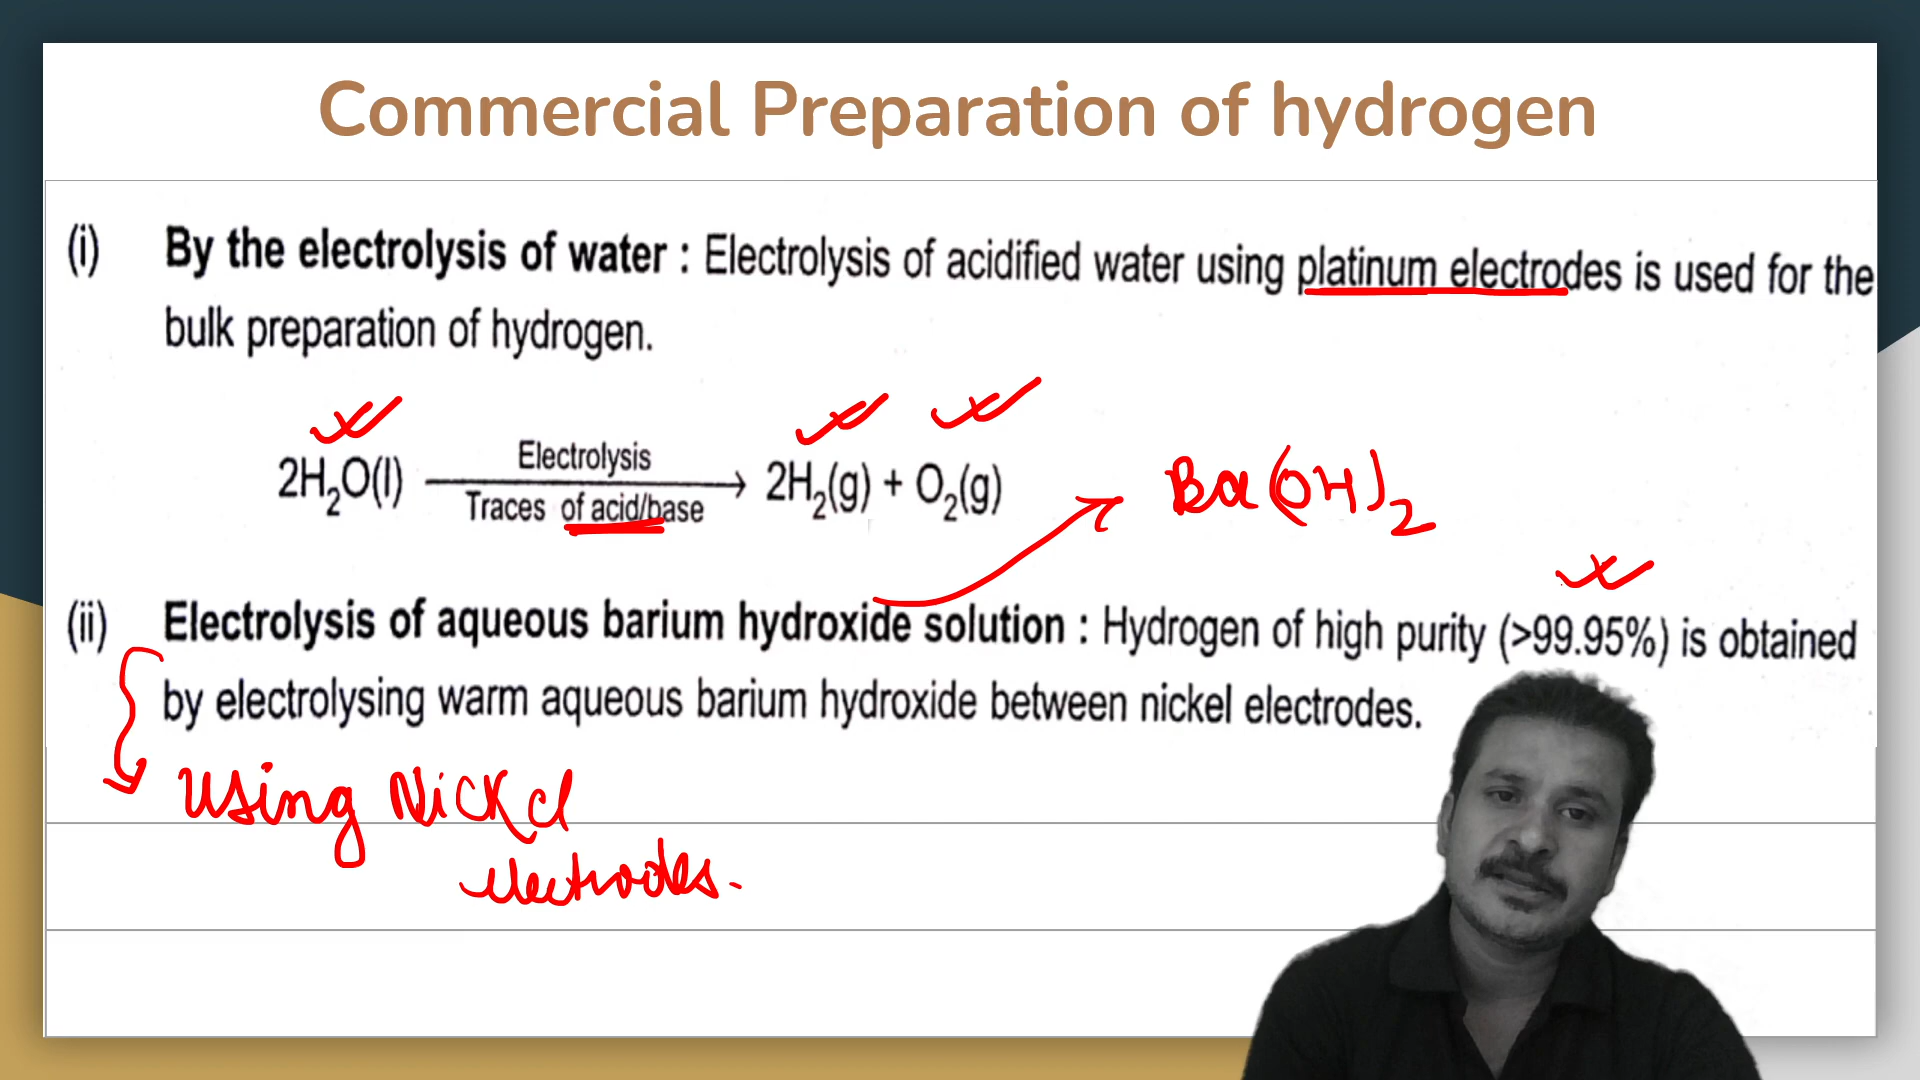 Commercial Preparation of hydrogen
(i) By the electrolysis of water : Electrolysis of acidified water using platinum electrodes is used for the
bulk preparation of hydrogen.
2H₂O(l) Electrolysis → 2H₂(g) + O₂(g)
Traces of acid/base
Ba(OH)₂
(ii) Electrolysis of aqueous barium hydroxide solution : Hydrogen of high purity (>99.95%) is obtained
by electrolysing warm aqueous barium hydroxide between nickel electrodes.
Using Nickel
electrodes.